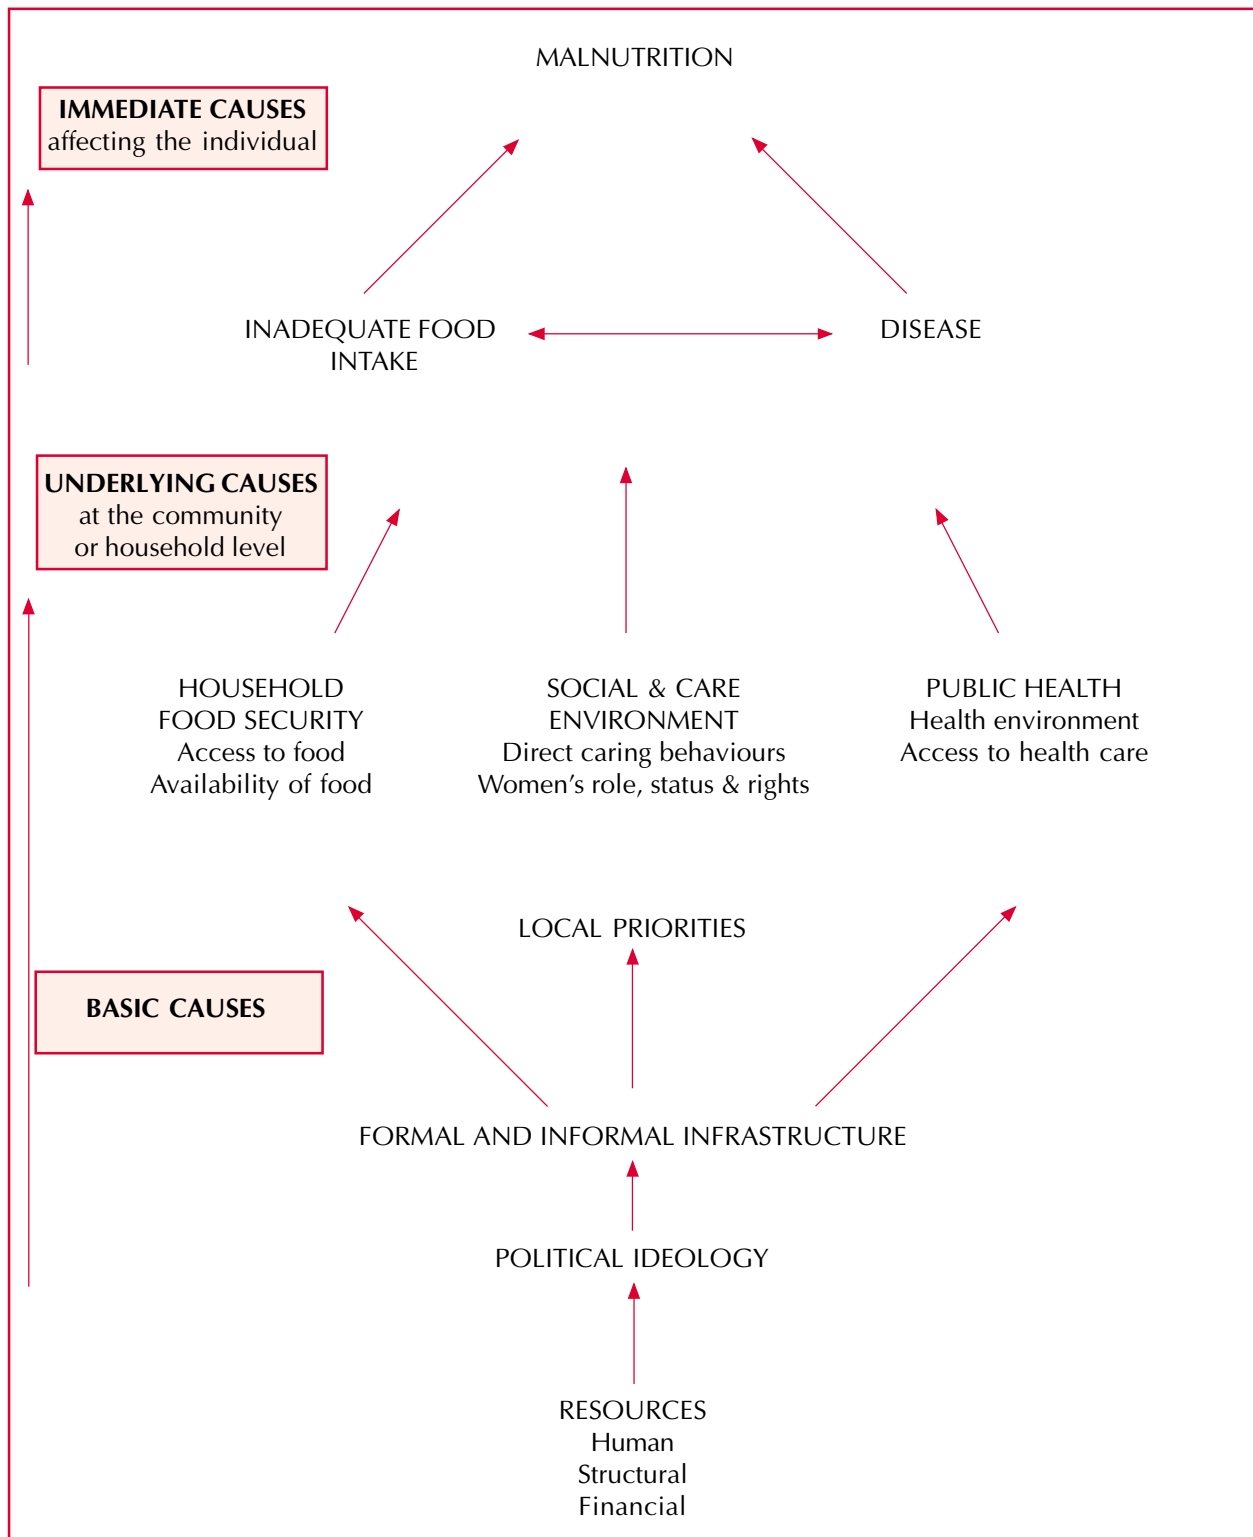 MALNUTRITION
IMMEDIATE CAUSES
affecting the individual
INADEQUATE FOOD
INTAKE
DISEASE
UNDERLYING CAUSES
at the community
or household level
HOUSEHOLD
FOOD SECURITY
Access to food
Availability of food
SOCIAL & CARE
ENVIRONMENT
Direct caring behaviours
Women’s role, status & rights
PUBLIC HEALTH
Health environment
Access to health care
LOCAL PRIORITIES
BASIC CAUSES
FORMAL AND INFORMAL INFRASTRUCTURE
POLITICAL IDEOLOGY
RESOURCES
Human
Structural
Financial